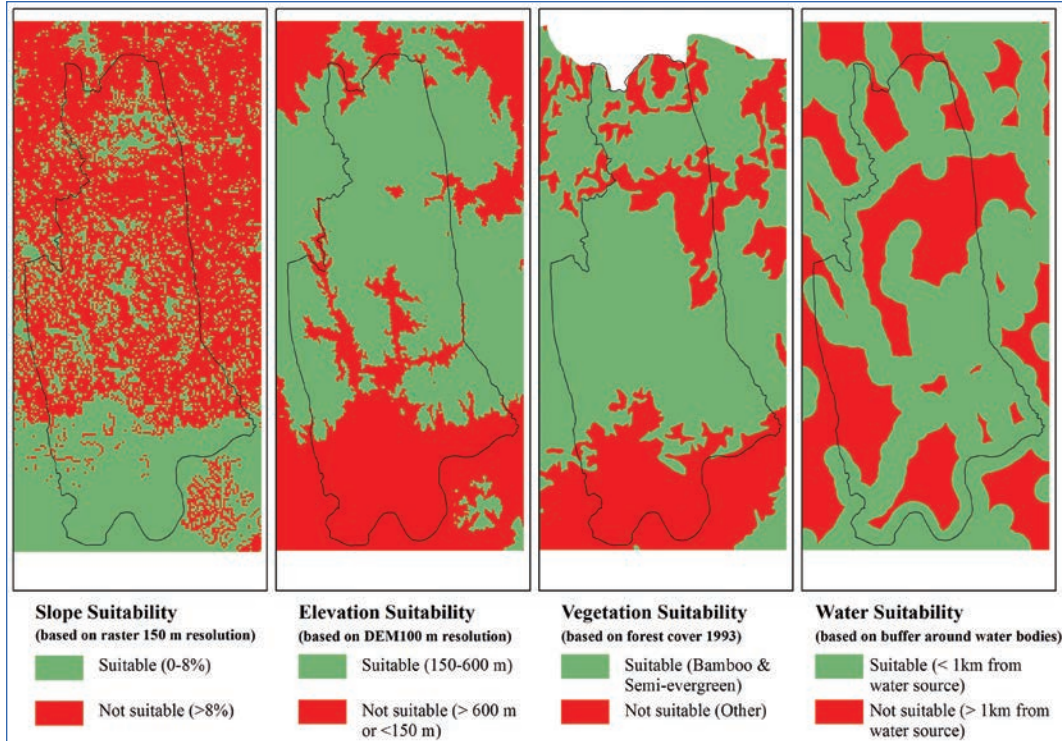 Slope Suitability
(based on raster 150 m resolution)
Suitable (0-8%)
Not suitable (>8%)
Elevation Suitability
(based on DEM100 m resolution)
Suitable (150-600 m)
Not suitable (> 600 m
or <150 m)
Vegetation Suitability
(based on forest cover 1993)
Suitable (Bamboo &
Semi-evergreen)
Not suitable (Other)
Water Suitability
(based on buffer around water bodies)
Suitable (< 1km from
water source)
Not suitable (> 1km from
water source)